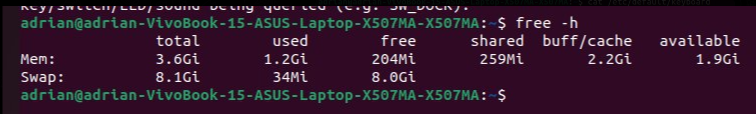 Key/switch/LED/sound being queried (e.g. SW_DOCK).
adrian@adrian-VivoBook-15-ASUS-Laptop-X507MA-X507MA:~$ free -h
total used free shared buff/cache available
Mem: 3.6Gi 1.2Gi 204Mi 259Mi 2.2Gi 1.9Gi
Swap: 8.1Gi 34Mi 8.0Gi
adrian@adrian-VivoBook-15-ASUS-Laptop-X507MA-X507MA:~$